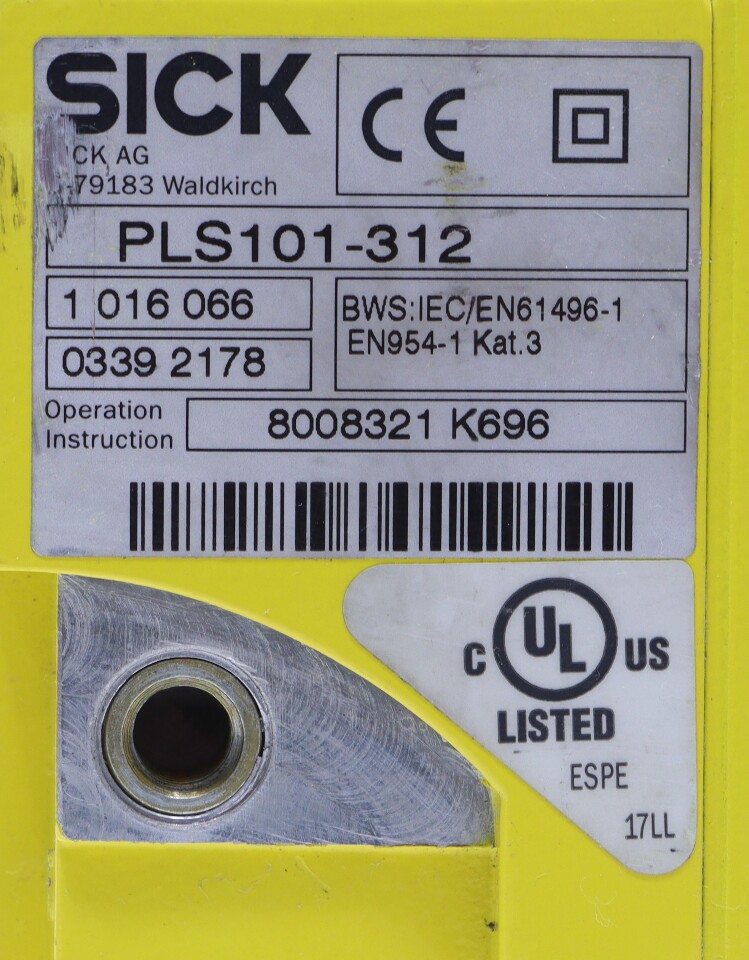 SICK
CK AG
79183 Waldkirch
CE
PLS101-312
1 016 066
0339 2178
BWS:IEC/EN61496-1
EN954-1 Kat.3
Operation
Instruction
8008321 K696
C UL US
LISTED
ESPE
17LL